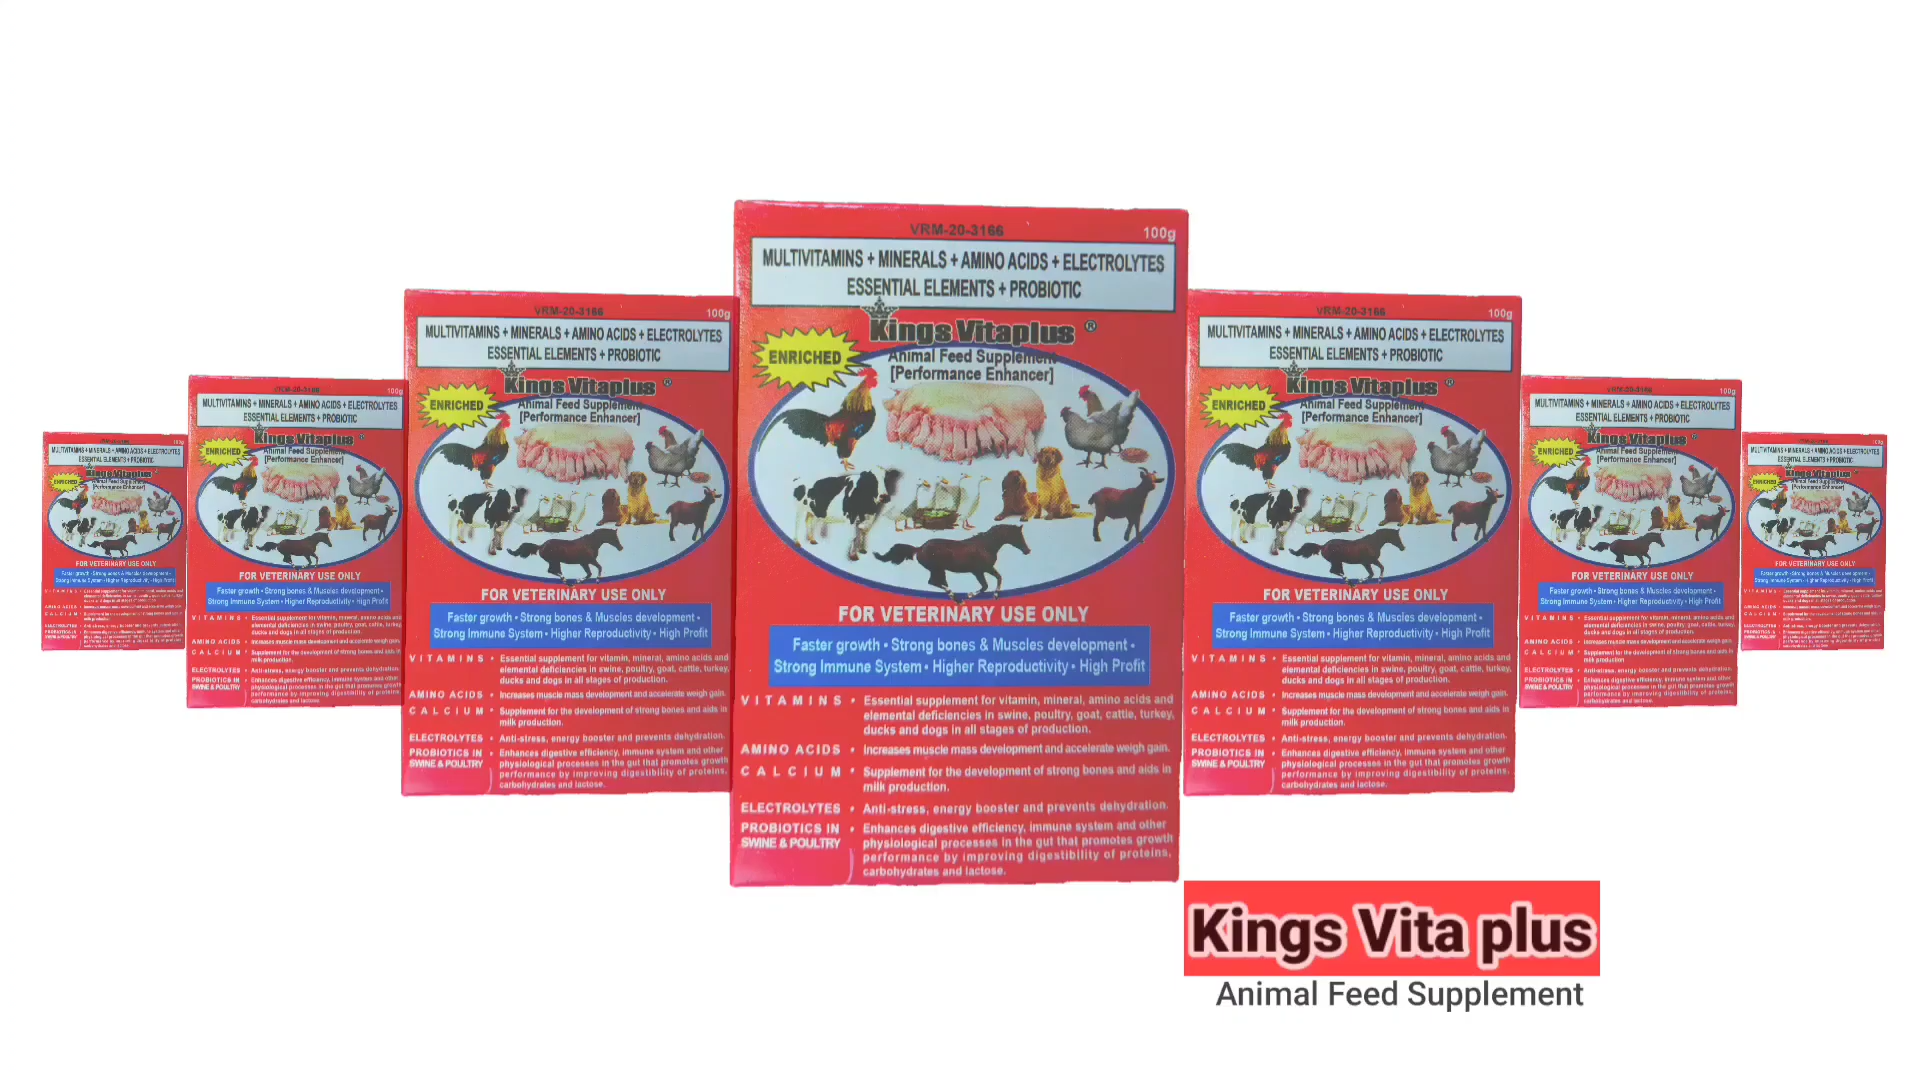 VRM-20-3166
100g
MULTIVITAMINS + MINERALS + AMINO ACIDS + ELECTROLYTES
ESSENTIAL ELEMENTS + PROBIOTIC
Kings Vitaplus ®
ENRICHED
Animal Feed Supplement
[Performance Enhancer]
FOR VETERINARY USE ONLY
Faster growth • Strong bones & Muscles development •
Strong Immune System • Higher Reproductivity • High Profit
VITAMINS • Essential supplement for vitamin, mineral, amino acids and
elemental deficiencies in swine, poultry, goat, cattle, turkey,
ducks and dogs in all stages of production.
AMINO ACIDS • Increases muscle mass development and accelerate weigh gain.
CALCIUM • Supplement for the development of strong bones and aids in
milk production.
ELECTROLYTES • Anti-stress, energy booster and prevents dehydration.
PROBIOTICS IN • Enhances digestive efficiency, immune system and other
SWINE & POULTRY physiological processes in the gut that promotes growth
performance by improving digestibility of proteins,
carbohydrates and lactose.
Kings Vita plus
Animal Feed Supplement